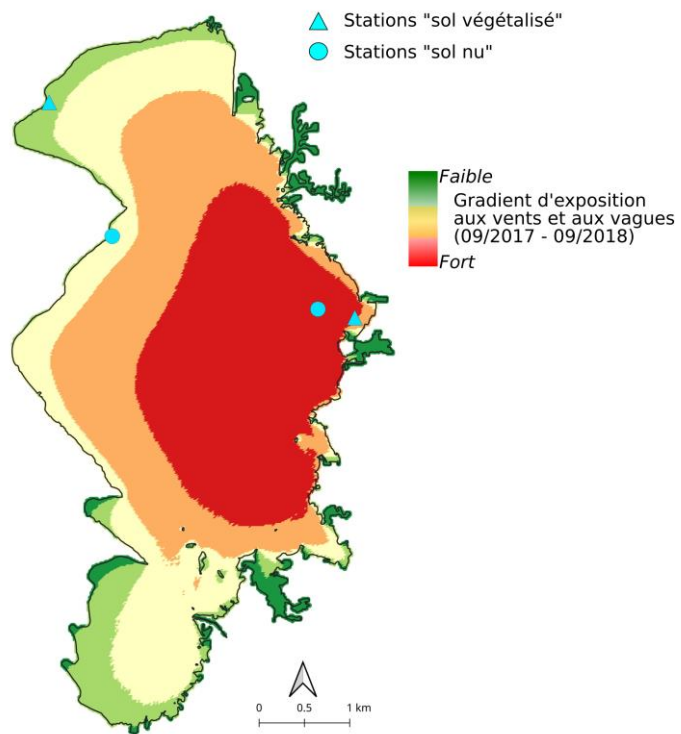 Stations "sol végétalisé"
Stations "sol nu"
Faible
Gradient d'exposition
aux vents et aux vagues
(09/2017 - 09/2018)
Fort
0 0.5 1 km